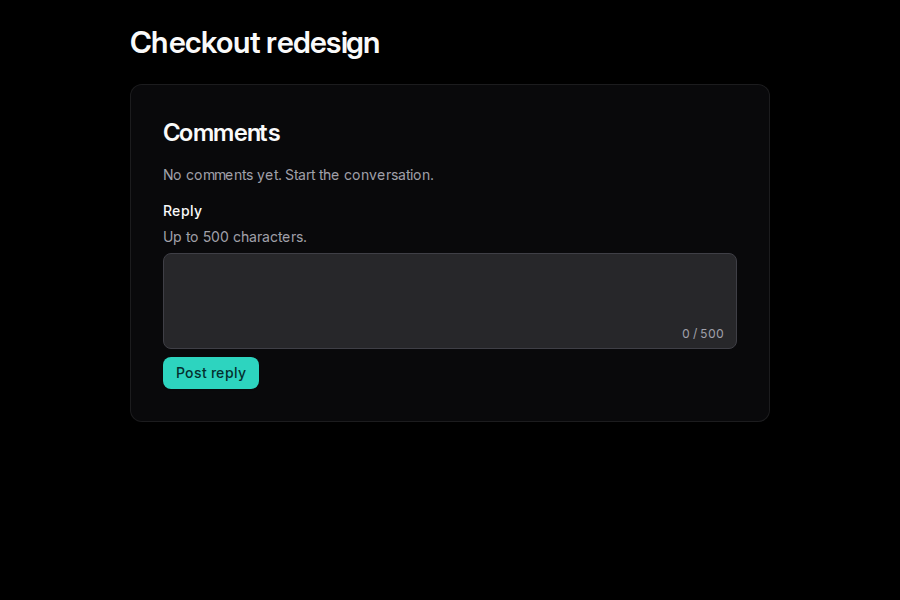 Checkout redesign
Comments
No comments yet. Start the conversation.
Reply
Up to 500 characters.
0 / 500
Post reply